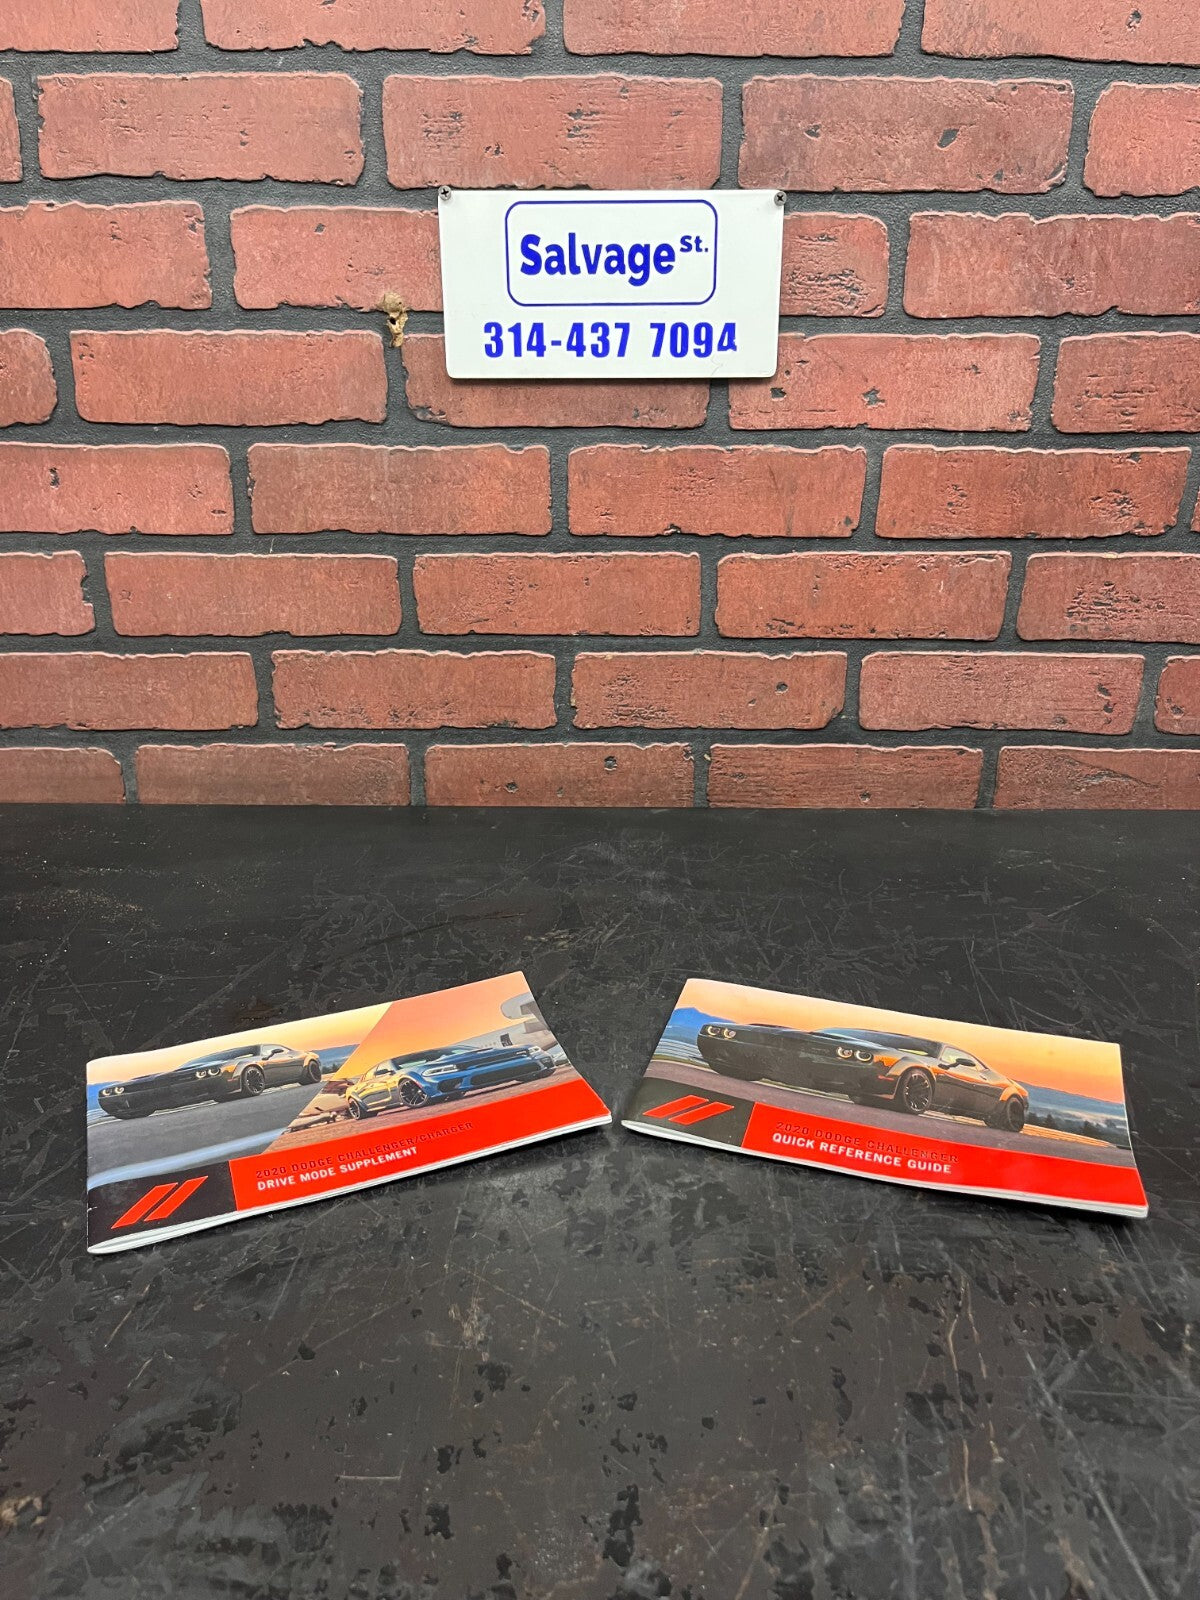 Salvage St.
314-437 7094
2020 DODGE CHALLENGER/CHARGER
DRIVE MODE SUPPLEMENT
2020 DODGE CHALLENGER
QUICK REFERENCE GUIDE